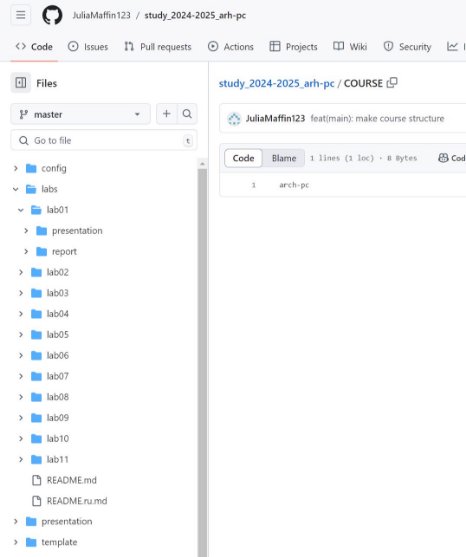 JuliaMaffin123 / study_2024-2025_arh-pc
Code Issues Pull requests Actions Projects Wiki Security
Files
master
Go to file t
config
labs
lab01
presentation
report
lab02
lab03
lab04
lab05
lab06
lab07
lab08
lab09
lab10
lab11
README.md
README.ru.md
presentation
template
study_2024-2025_arh-pc / COURSE
JuliaMaffin123 feat(main): make course structure
Code Blame 1 lines (1 loc) · 8 Bytes Cod
1 arch-pc